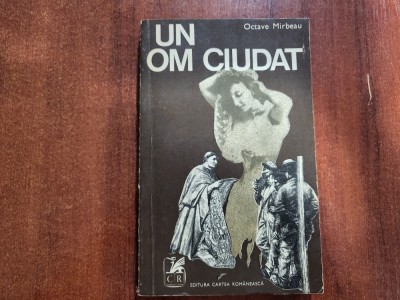 Octave Mirbeau
UN
OM CIUDAT
CR
EDITURA CARTEA ROMÂNEASCĂ